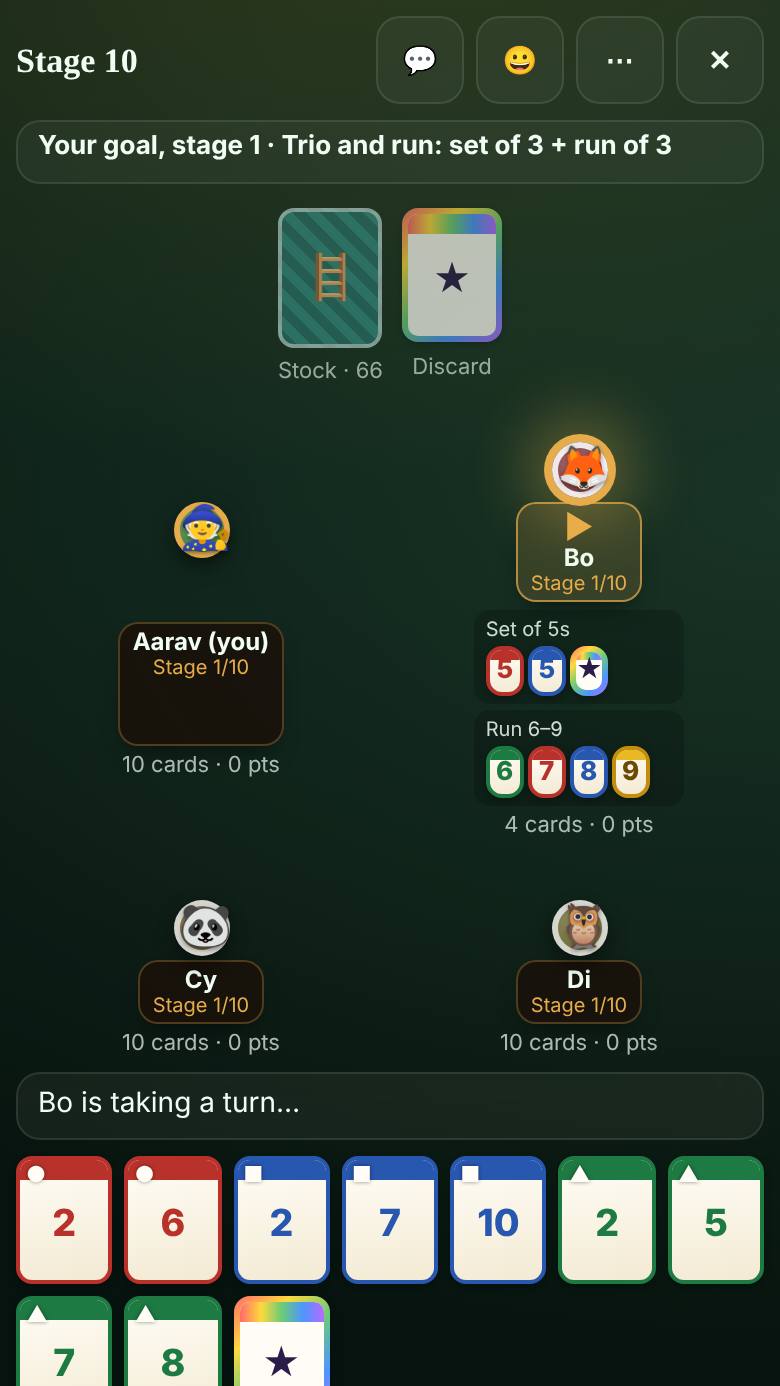 Stage 10
Your goal, stage 1 · Trio and run: set of 3 + run of 3
Stock · 66
Discard
Bo
Stage 1/10
Set of 5s
5 5
Run 6–9
6 7 8 9
4 cards · 0 pts
Aarav (you)
Stage 1/10
10 cards · 0 pts
Cy
Stage 1/10
10 cards · 0 pts
Di
Stage 1/10
10 cards · 0 pts
Bo is taking a turn...
2 6 2 7 10 2 5
7 8